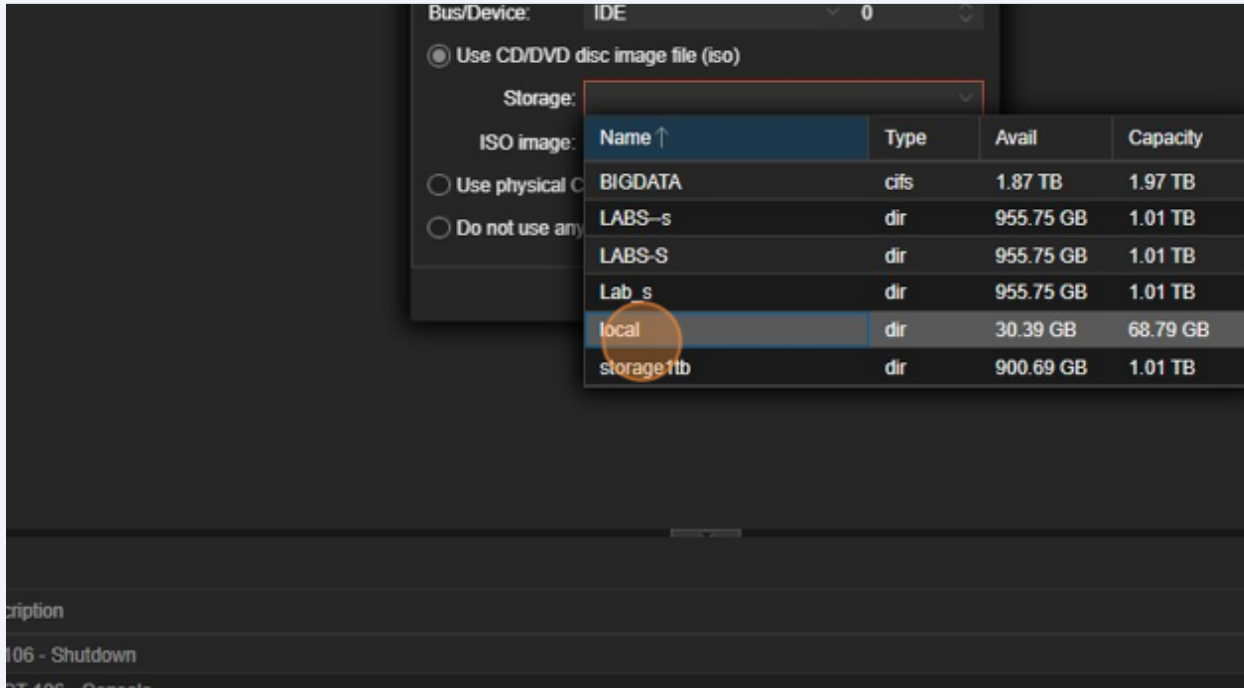 Bus/Device: IDE 0
Use CD/DVD disc image file (iso)
Storage:
ISO image:
Name↑ Type Avail Capacity
Use physical C
BIGDATA cifs 1.87 TB 1.97 TB
LABS--s dir 955.75 GB 1.01 TB
Do not use any
LABS-S dir 955.75 GB 1.01 TB
Lab_s dir 955.75 GB 1.01 TB
local dir 30.39 GB 68.79 GB
storage1tb dir 900.69 GB 1.01 TB
cription
106 - Shutdown